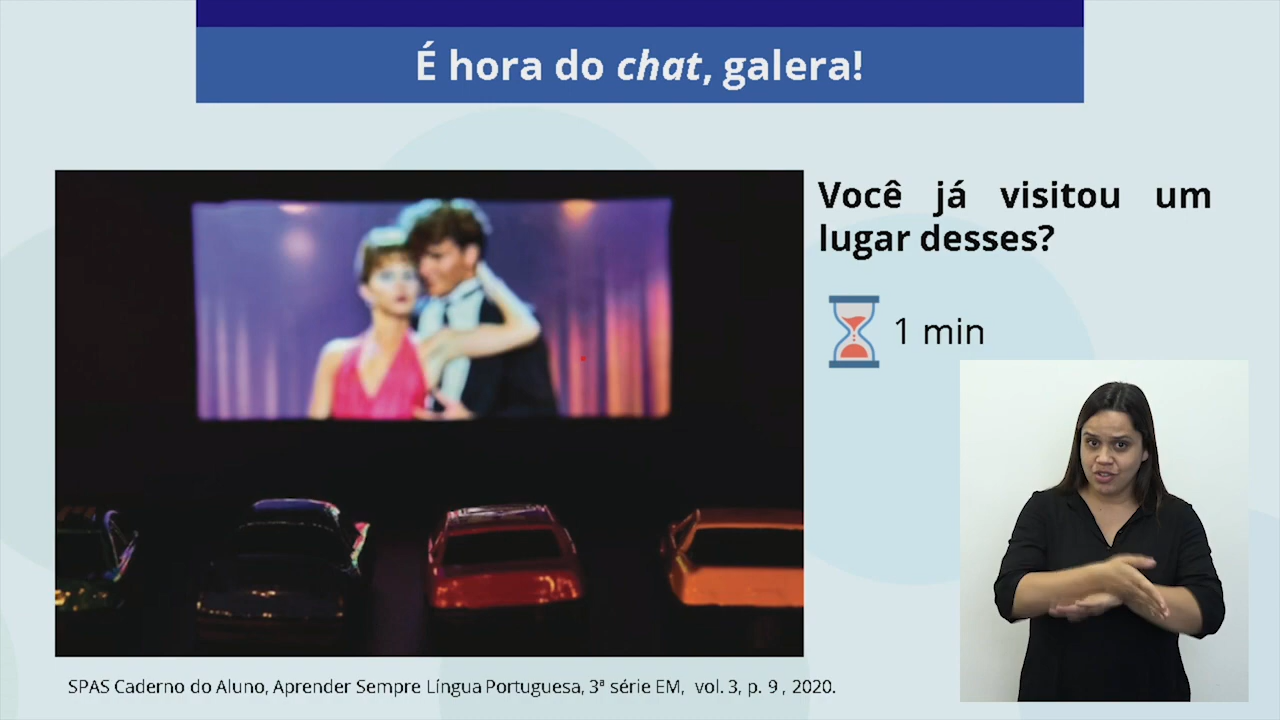 É hora do chat, galera!
Você já visitou um
lugar desses?
1 min
SPAS Caderno do Aluno, Aprender Sempre Língua Portuguesa, 3ª série EM, vol. 3, p. 9 , 2020.